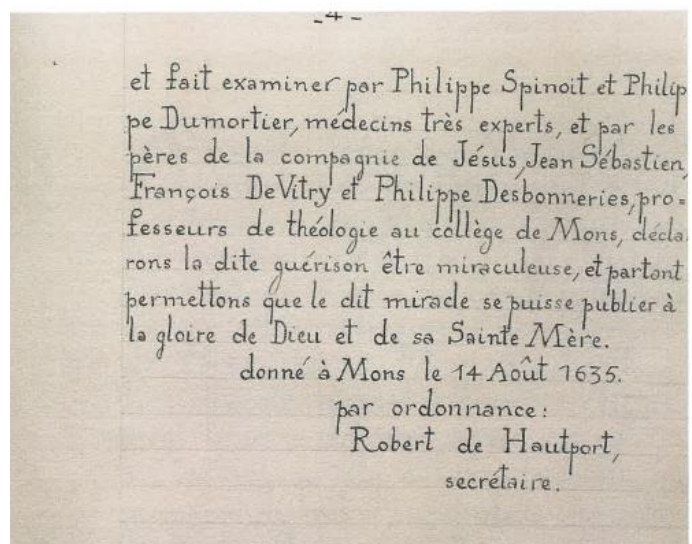 -4-
et fait examiner par Philippe Spinoit et Philip
pe Dumortier, médecins très experts, et par les
pères de la compagnie de Jésus, Jean Sébastien,
François DeVitry et Philippe Desbonneries, pro=
fesseurs de théologie au collège de Mons, décla.
rons la dite guérison être miraculeuse, et partant
permettons que le dit miracle se puisse publier à
la gloire de Dieu et de sa Sainte Mère.
donné à Mons le 14 Août 1635.
par ordonnance:
Robert de Hautport,
secrétaire.